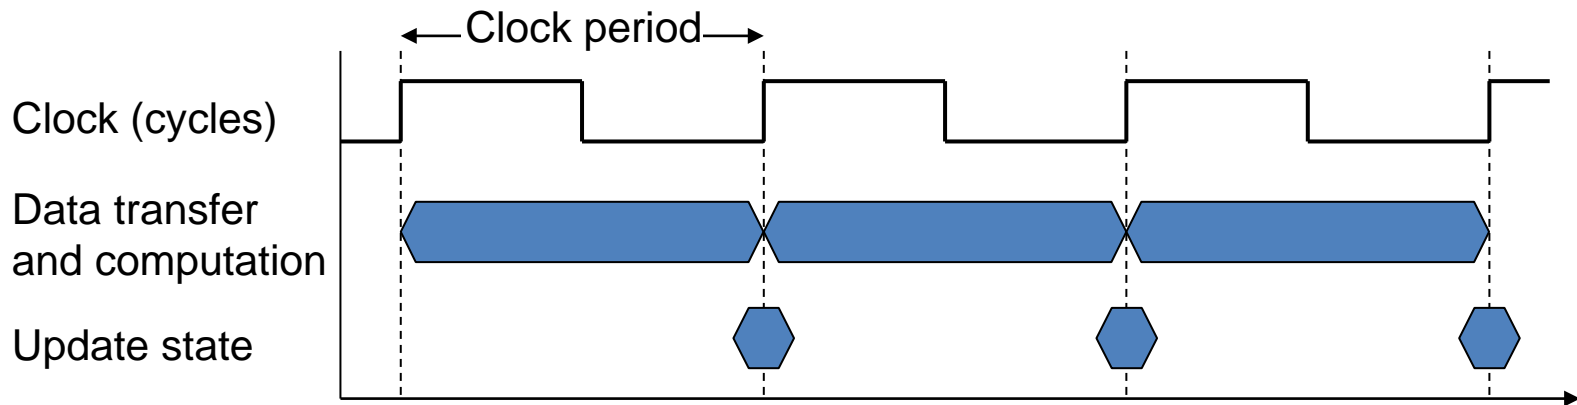 Clock period
Clock (cycles)
Data transfer
and computation
Update state